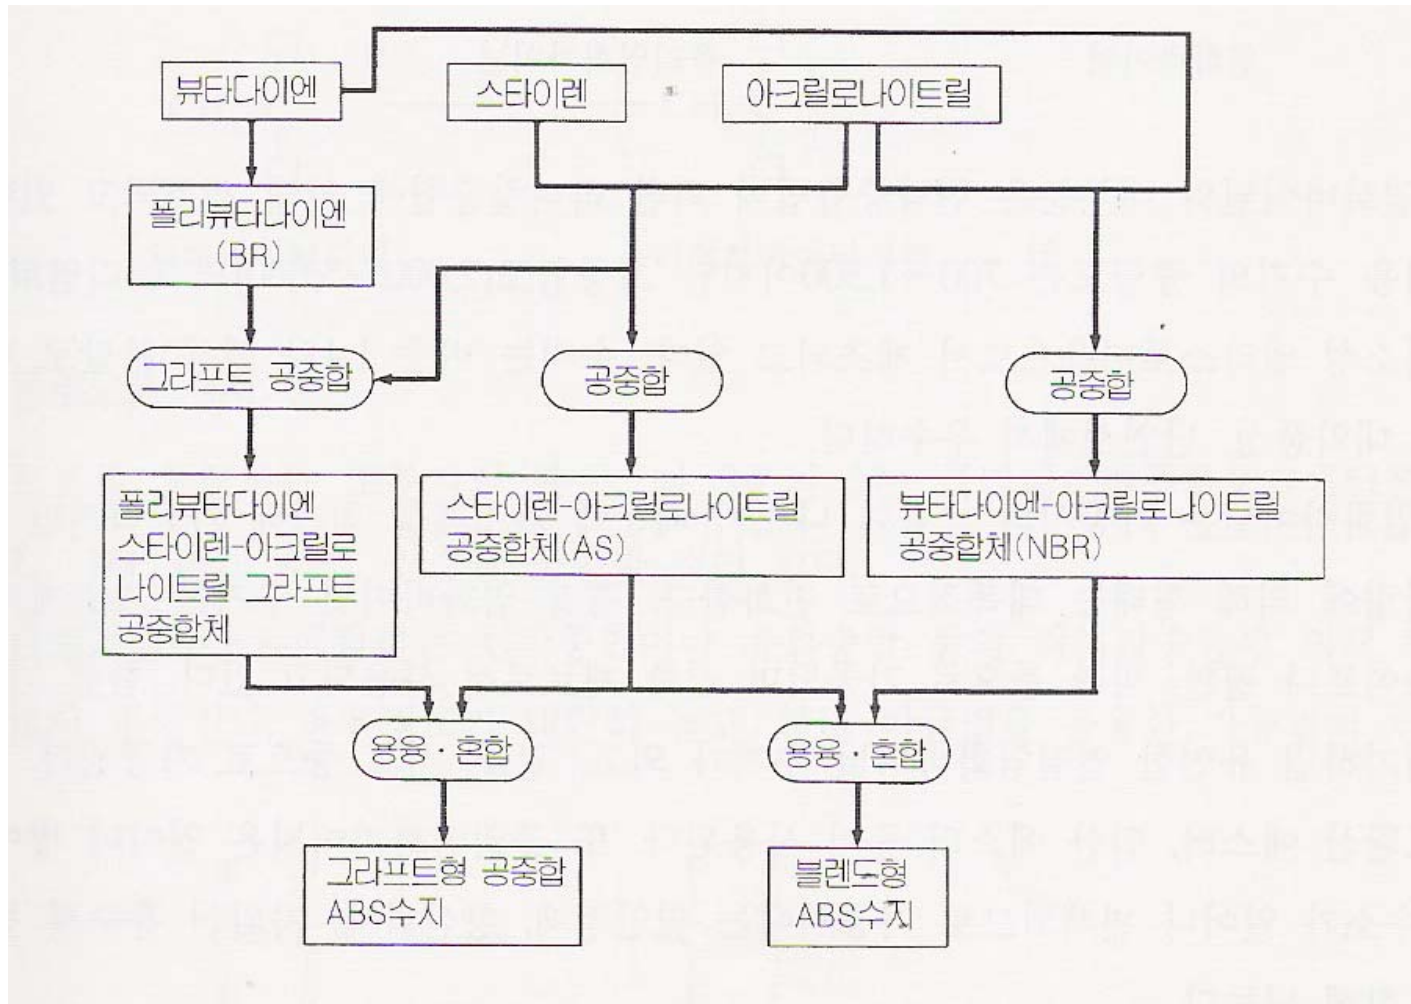 뷰타다이엔
스타이렌
아크릴로나이트릴
폴리뷰타다이엔
(BR)
그라프트 공중합
공중합
공중합
폴리뷰타다이엔
스타이렌-아크릴로
나이트릴 그라프트
공중합체
스타이렌-아크릴로나이트릴
공중합체(AS)
뷰타다이엔-아크릴로나이트릴
공중합체(NBR)
용융·혼합
용융·혼합
그라프트형 공중합
ABS수지
블렌드형
ABS수지